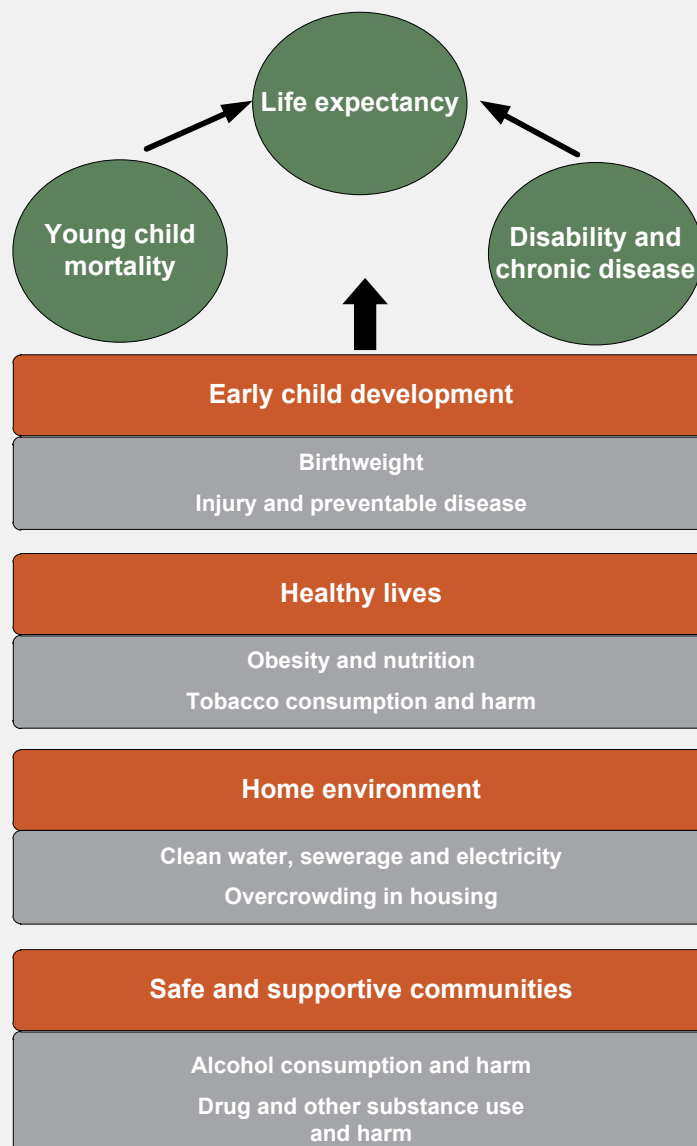 Life expectancy
Young child
mortality
Disability and
chronic disease
Early child development
Birthweight
Injury and preventable disease
Healthy lives
Obesity and nutrition
Tobacco consumption and harm
Home environment
Clean water, sewerage and electricity
Overcrowding in housing
Safe and supportive communities
Alcohol consumption and harm
Drug and other substance use
and harm